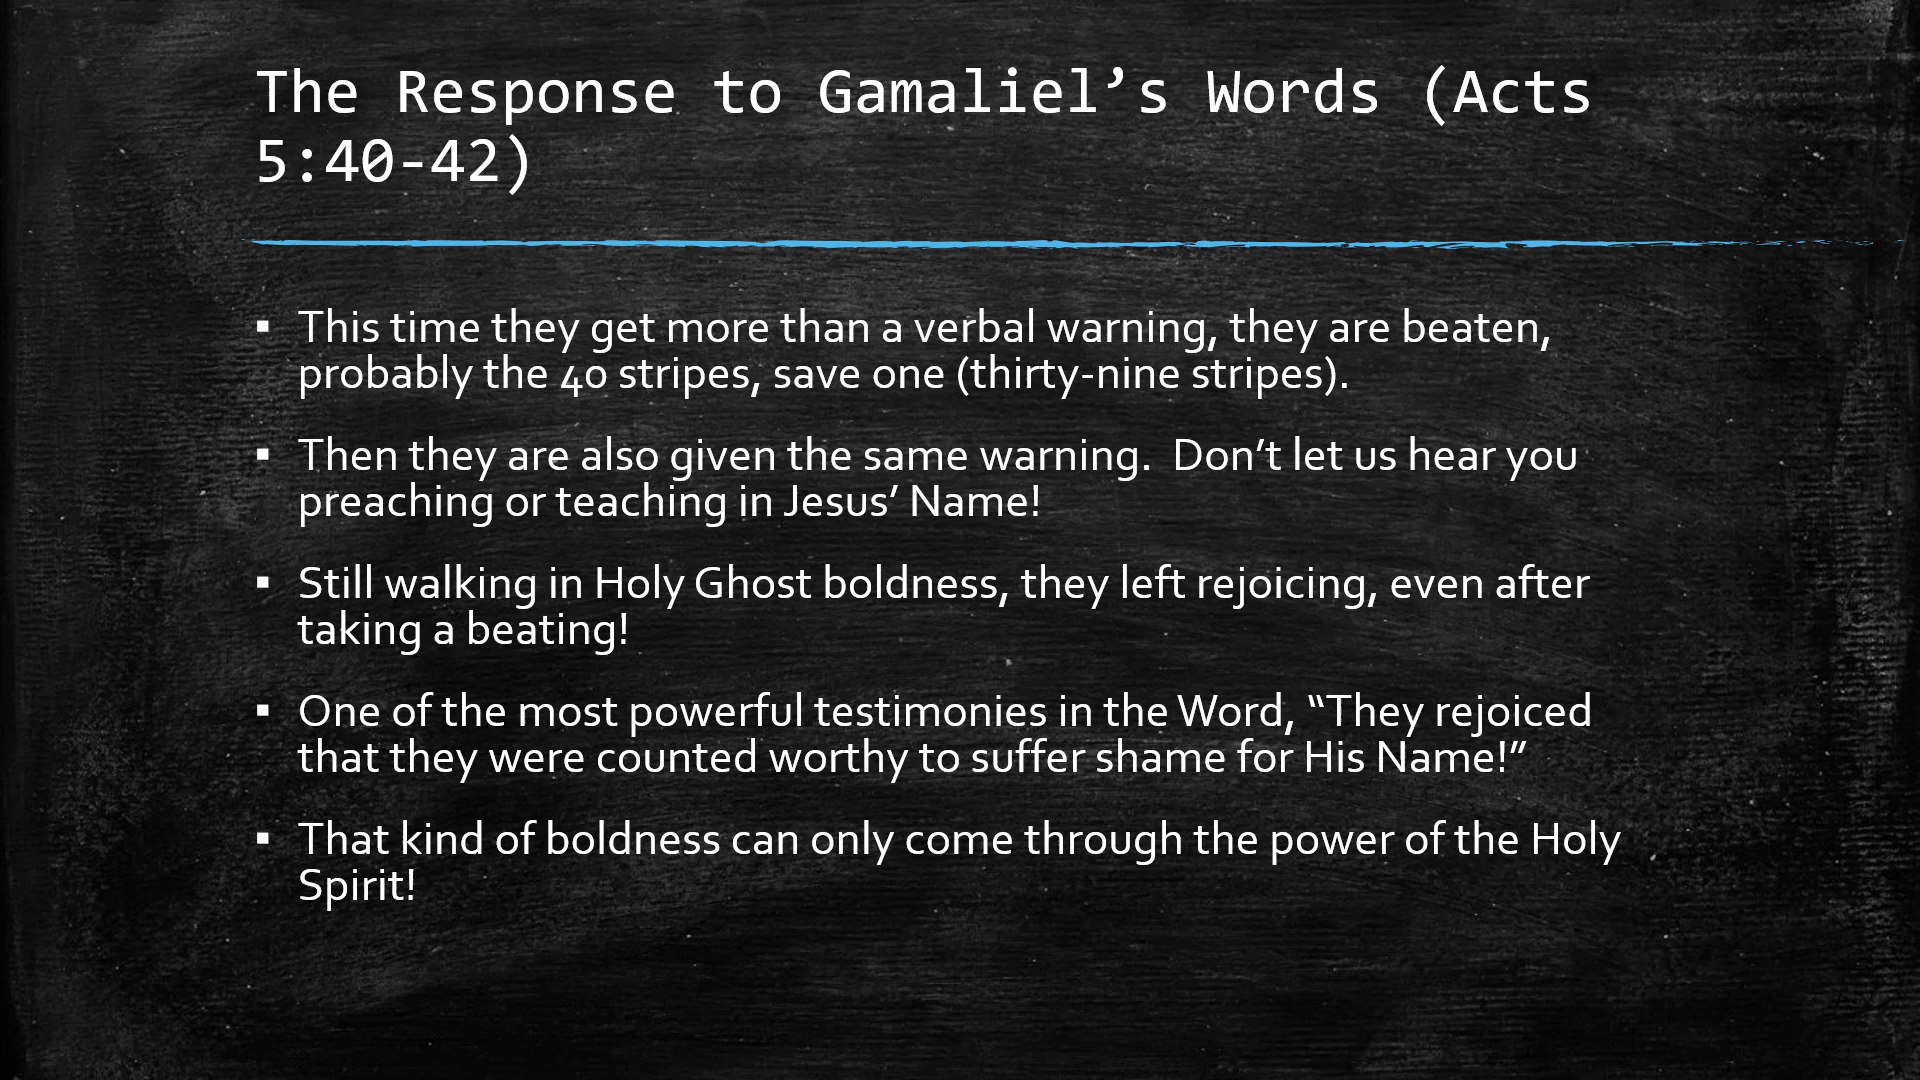 The Response to Gamaliel’s Words (Acts
5:40-42)
▪ This time they get more than a verbal warning, they are beaten,
probably the 40 stripes, save one (thirty-nine stripes).
▪ Then they are also given the same warning.  Don’t let us hear you
preaching or teaching in Jesus’ Name!
▪ Still walking in Holy Ghost boldness, they left rejoicing, even after
taking a beating!
▪ One of the most powerful testimonies in the Word, “They rejoiced
that they were counted worthy to suffer shame for His Name!”
▪ That kind of boldness can only come through the power of the Holy
Spirit!